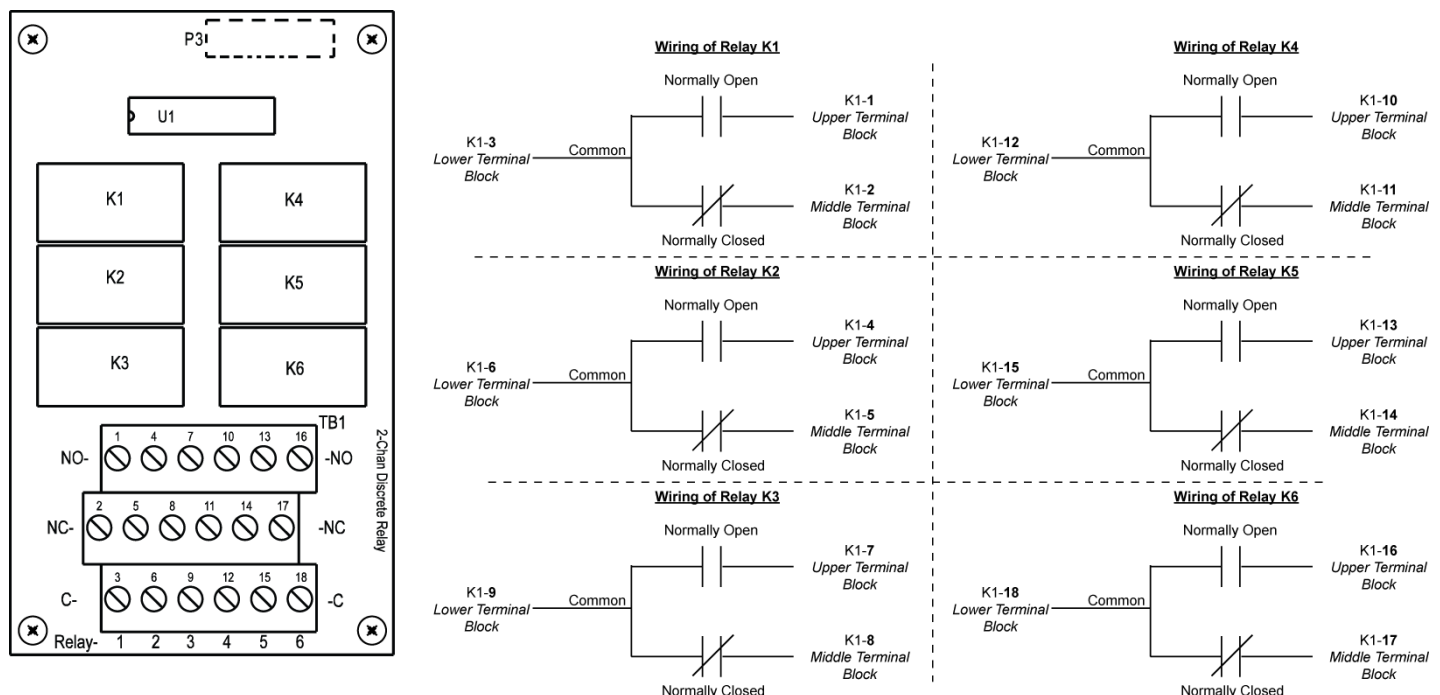 P3
U1
K1
K4
K2
K5
K3
K6
TB1
1 4 7 10 13 16
NO- -NO
2 5 8 11 14 17
NC- -NC
3 6 9 12 15 18
C- -C
Relay- 1 2 3 4 5 6
2-Chan Discrete Relay
Wiring of Relay K1
Normally Open
K1-1
Upper Terminal
Block
K1-3
Lower Terminal
Block
Common
K1-2
Middle Terminal
Block
Normally Closed
Wiring of Relay K4
Normally Open
K1-10
Upper Terminal
Block
K1-12
Lower Terminal
Block
Common
K1-11
Middle Terminal
Block
Normally Closed
Wiring of Relay K2
Normally Open
K1-4
Upper Terminal
Block
K1-6
Lower Terminal
Block
Common
K1-5
Middle Terminal
Block
Normally Closed
Wiring of Relay K5
Normally Open
K1-13
Upper Terminal
Block
K1-15
Lower Terminal
Block
Common
K1-14
Middle Terminal
Block
Normally Closed
Wiring of Relay K3
Normally Open
K1-7
Upper Terminal
Block
K1-9
Lower Terminal
Block
Common
K1-8
Middle Terminal
Block
Normally Closed
Wiring of Relay K6
Normally Open
K1-16
Upper Terminal
Block
K1-18
Lower Terminal
Block
Common
K1-17
Middle Terminal
Block
Normally Closed